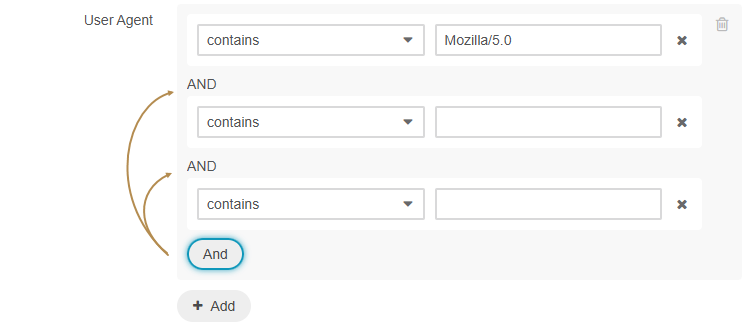 User Agent
contains Mozilla/5.0
AND
contains
AND
contains
And
+ Add